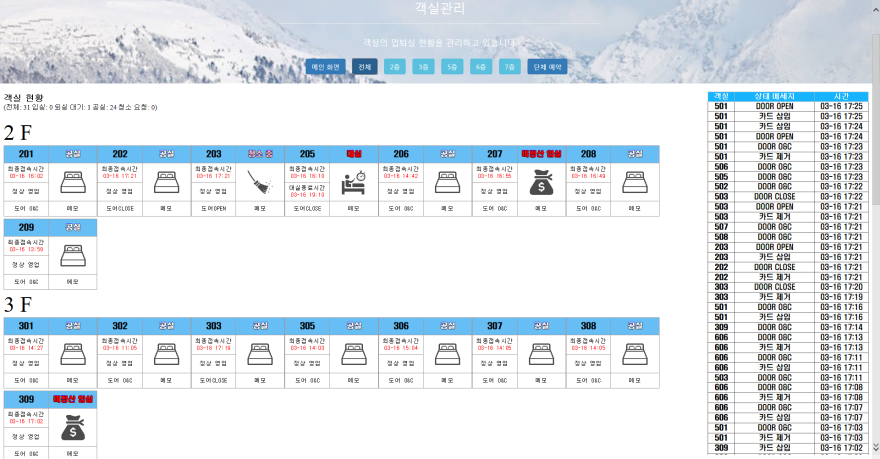 객실관리
객실의 입퇴실 현황을 관리하고 있습니다.
메인 화면 전체 2층 3층 5층 6층 7층 단체 예약
객실 현황
(전체: 31 입실: 0 퇴실 대기: 1 공실: 24 청소 요청: 0)
2 F
201 공실 202 공실 203 청소 중 205 대실 206 공실 207 미정산 입실 208 공실
최종접속시간 최종접속시간 최종접속시간 최종접속시간 최종접속시간 최종접속시간 최종접속시간
03-16 16:02 03-16 17:21 03-16 17:21 03-16 16:10 03-16 14:42 03-16 16:55 03-16 16:49
정상 영업 정상 영업 정상 영업 대실종료시간 정상 영업 정상 영업 정상 영업
03-16 19:10
도어 O&C 메모 도어CLOSE 메모 도어OPEN 메모 도어CLOSE 메모 도어 O&C 메모 도어 O&C 메모 도어 O&C 메모
209 공실
최종접속시간
03-16 13:59
정상 영업
도어 O&C 메모
3 F
301 공실 302 공실 303 공실 305 공실 306 공실 307 공실 308 공실
최종접속시간 최종접속시간 최종접속시간 최종접속시간 최종접속시간 최종접속시간 최종접속시간
03-16 14:27 03-16 11:05 03-16 17:19 03-16 14:03 03-16 15:04 03-16 14:05
정상 영업 정상 영업 정상 영업 정상 영업 정상 영업 정상 영업 정상 영업
도어 O&C 메모 도어 O&C 메모 도어CLOSE 메모 도어 O&C 메모 도어 O&C 메모 도어 O&C 메모 도어 O&C 메모
309 미정산 입실
최종접속시간
03-16 17:02
정상 영업
도어 O&C 메모
객실 상태 메세지 시간
501 DOOR OPEN 03-16 17:25
501 카드 삽입 03-16 17:25
501 카드 삽입 03-16 17:24
501 DOOR OPEN 03-16 17:24
501 DOOR O&C 03-16 17:23
501 카드 제거 03-16 17:23
506 DOOR O&C 03-16 17:23
505 DOOR O&C 03-16 17:23
502 DOOR O&C 03-16 17:22
503 DOOR CLOSE 03-16 17:22
503 DOOR OPEN 03-16 17:21
503 카드 제거 03-16 17:21
507 DOOR O&C 03-16 17:21
508 DOOR O&C 03-16 17:21
203 DOOR OPEN 03-16 17:21
203 카드 삽입 03-16 17:21
202 DOOR CLOSE 03-16 17:21
202 카드 제거 03-16 17:21
303 DOOR CLOSE 03-16 17:20
303 카드 제거 03-16 17:19
501 DOOR O&C 03-16 17:16
501 카드 삽입 03-16 17:16
309 DOOR O&C 03-16 17:14
606 DOOR O&C 03-16 17:13
606 카드 제거 03-16 17:13
606 DOOR O&C 03-16 17:11
606 카드 삽입 03-16 17:11
503 DOOR O&C 03-16 17:11
606 DOOR O&C 03-16 17:08
606 카드 제거 03-16 17:08
606 DOOR O&C 03-16 17:07
606 카드 삽입 03-16 17:07
501 DOOR O&C 03-16 17:03
501 카드 제거 03-16 17:03
309 카드 삽입 03-16 17:02